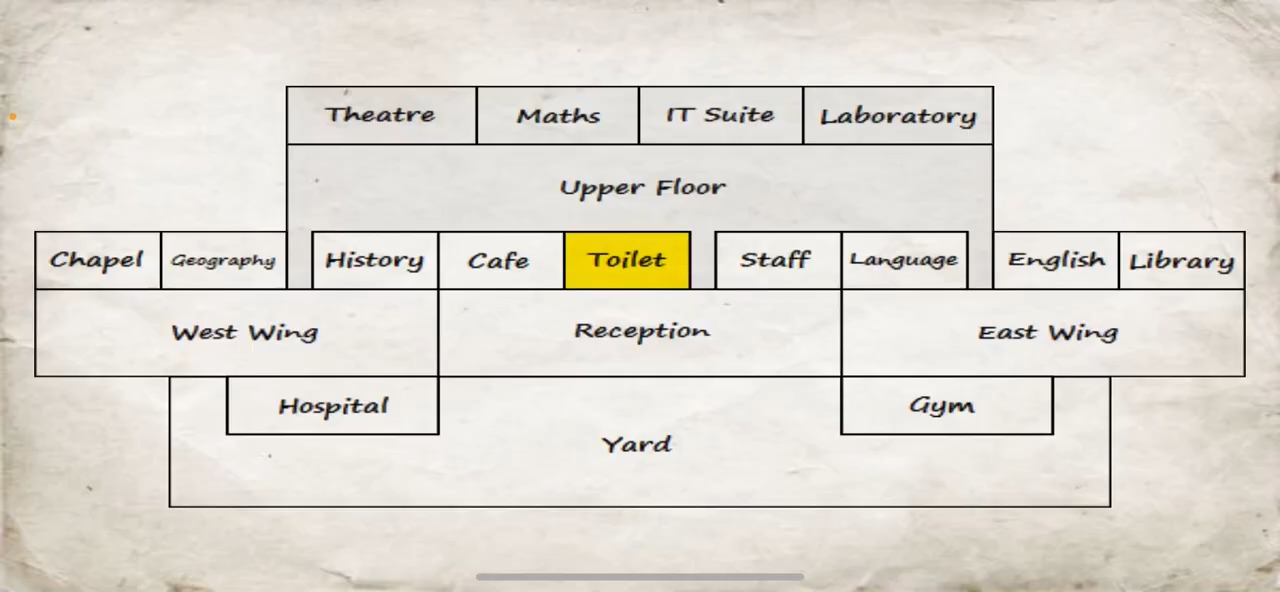 Theatre Maths IT Suite Laboratory
Upper Floor
Chapel Geography History Cafe Toilet Staff Language English Library
West Wing Reception East Wing
Hospital Gym
Yard